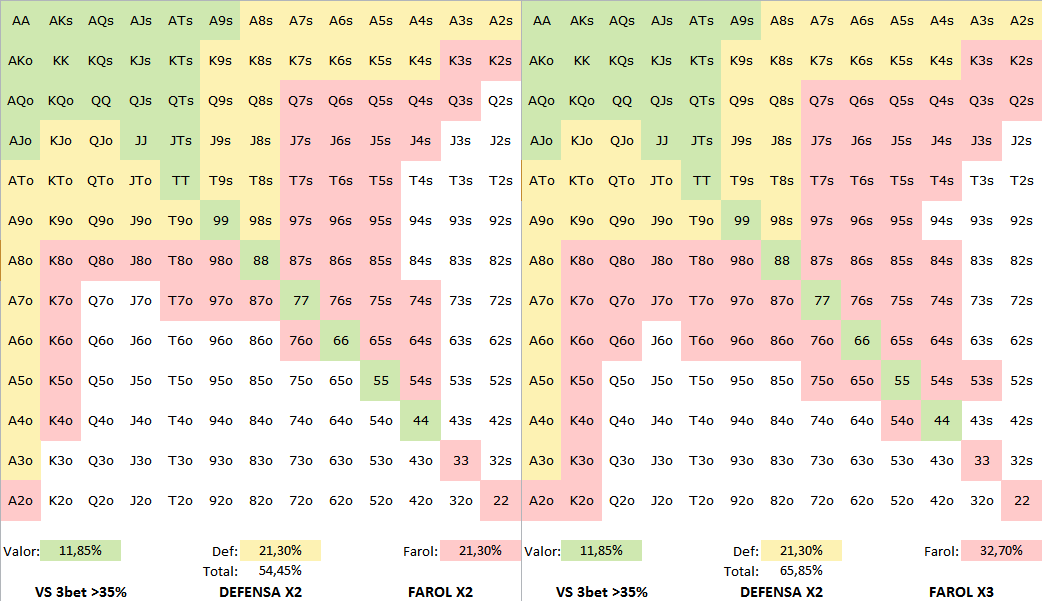 AA AKs AQs AJs ATs A9s A8s A7s A6s A5s A4s A3s A2s AA AKs AQs AJs ATs A9s A8s A7s A6s A5s A4s A3s A2s
AKo KK KQs KJs KTs K9s K8s K7s K6s K5s K4s K3s K2s AKo KK KQs KJs KTs K9s K8s K7s K6s K5s K4s K3s K2s
AQo KQo QQ QJs QTs Q9s Q8s Q7s Q6s Q5s Q4s Q3s Q2s AQo KQo QQ QJs QTs Q9s Q8s Q7s Q6s Q5s Q4s Q3s Q2s
AJo KJo QJo JJ JTs J9s J8s J7s J6s J5s J4s J3s J2s AJo KJo QJo JJ JTs J9s J8s J7s J6s J5s J4s J3s J2s
ATo KTo QTo JTo TT T9s T8s T7s T6s T5s T4s T3s T2s ATo KTo QTo JTo TT T9s T8s T7s T6s T5s T4s T3s T2s
A9o K9o Q9o J9o T9o 99 98s 97s 96s 95s 94s 93s 92s A9o K9o Q9o J9o T9o 99 98s 97s 96s 95s 94s 93s 92s
A8o K8o Q8o J8o T8o 98o 88 87s 86s 85s 84s 83s 82s A8o K8o Q8o J8o T8o 98o 88 87s 86s 85s 84s 83s 82s
A7o K7o Q7o J7o T7o 97o 87o 77 76s 75s 74s 73s 72s A7o K7o Q7o J7o T7o 97o 87o 77 76s 75s 74s 73s 72s
A6o K6o Q6o J6o T6o 96o 86o 76o 66 65s 64s 63s 62s A6o K6o Q6o J6o T6o 96o 86o 76o 66 65s 64s 63s 62s
A5o K5o Q5o J5o T5o 95o 85o 75o 65o 55 54s 53s 52s A5o K5o Q5o J5o T5o 95o 85o 75o 65o 55 54s 53s 52s
A4o K4o Q4o J4o T4o 94o 84o 74o 64o 54o 44 43s 42s A4o K4o Q4o J4o T4o 94o 84o 74o 64o 54o 44 43s 42s
A3o K3o Q3o J3o T3o 93o 83o 73o 63o 53o 43o 33 32s A3o K3o Q3o J3o T3o 93o 83o 73o 63o 53o 43o 33 32s
A2o K2o Q2o J2o T2o 92o 82o 72o 62o 52o 42o 32o 22 A2o K2o Q2o J2o T2o 92o 82o 72o 62o 52o 42o 32o 22
Valor: 11,85% Def: 21,30% Farol: 21,30% Valor: 11,85% Def: 21,30% Farol: 32,70%
Total: 54,45% Total: 65,85%
VS 3bet >35% DEFENSA X2 FAROL X2 VS 3bet >35% DEFENSA X2 FAROL X3